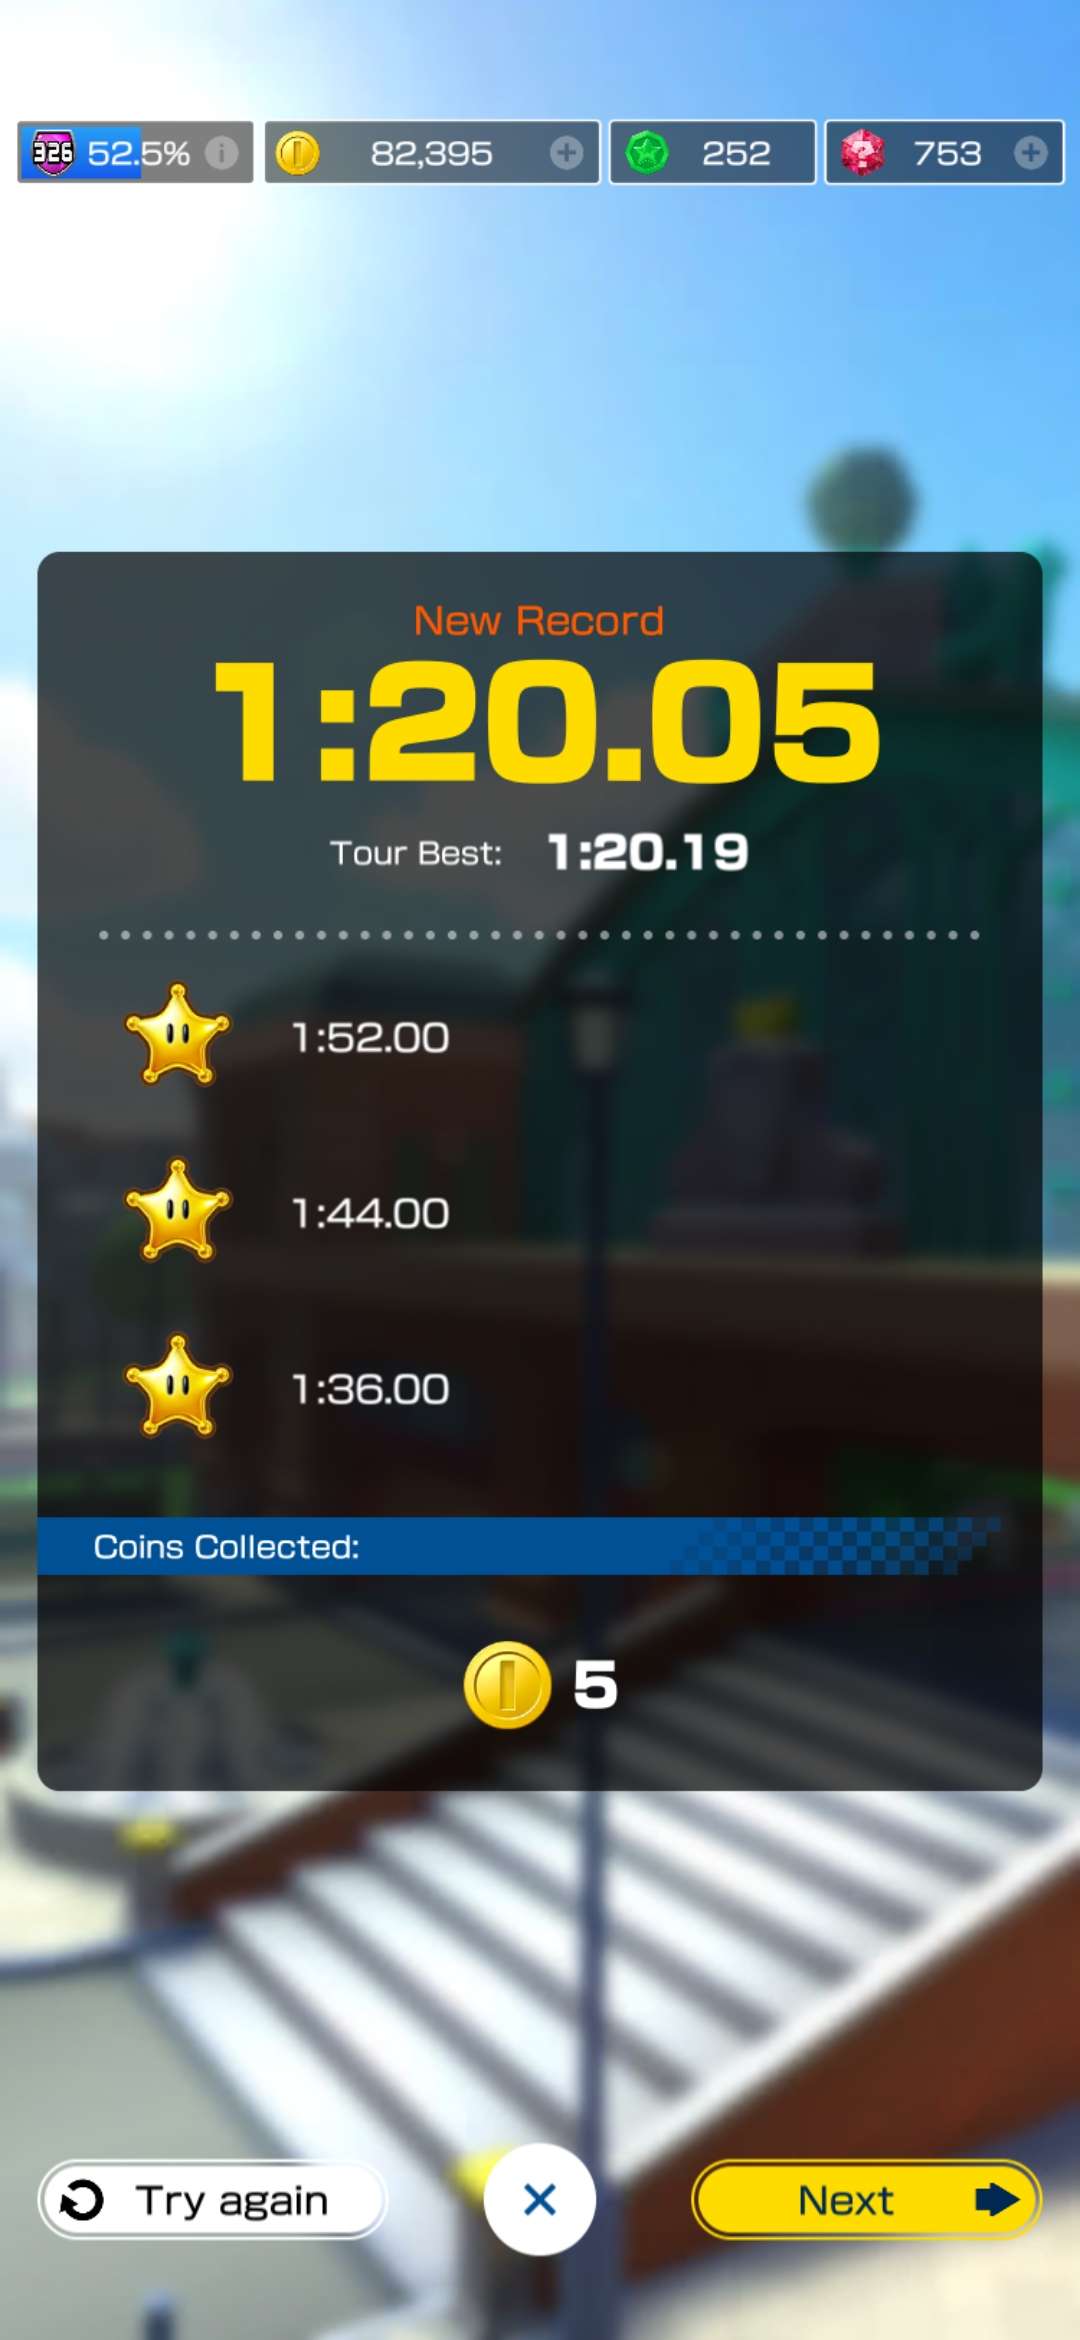 326 52.5% i 82,395 + 252 ? 753 +
New Record
1:20.05
Tour Best: 1:20.19
1:52.00
1:44.00
1:36.00
Coins Collected:
5
Try again × Next